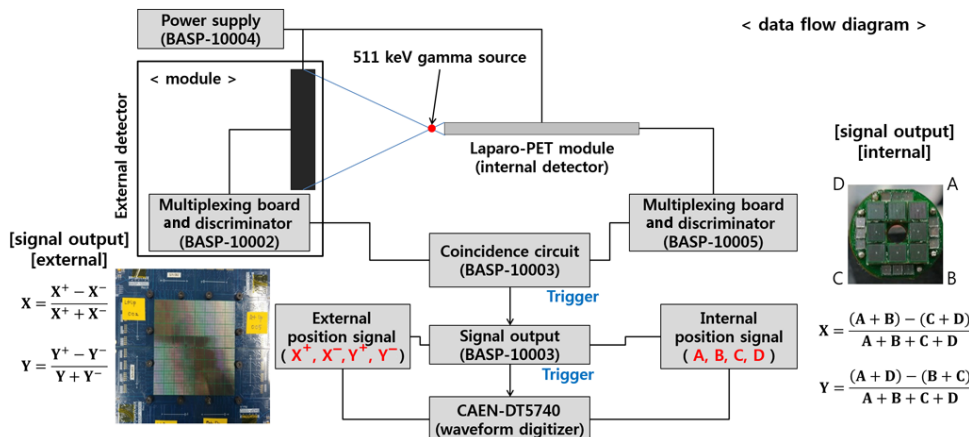 Power supply
(BASP-10004)
< data flow diagram >
511 keV gamma source
< module >
External detector
Laparo-PET module
(internal detector)
[signal output]
[internal]
D
A
C
B
Multiplexing board
and discriminator
(BASP-10002)
Multiplexing board
and discriminator
(BASP-10005)
[signal output]
[external]
Coincidence circuit
(BASP-10003)
Trigger
X = (X⁺ − X⁻) / (X⁺ + X⁻)
Y = (Y⁺ − Y⁻) / (Y + Y⁻)
External
position signal
( X⁺, X⁻, Y⁺, Y⁻ )
Signal output
(BASP-10003)
Internal
position signal
( A, B, C, D )
Trigger
X = ((A + B) − (C + D)) / (A + B + C + D)
Y = ((A + D) − (B + C)) / (A + B + C + D)
CAEN-DT5740
(waveform digitizer)